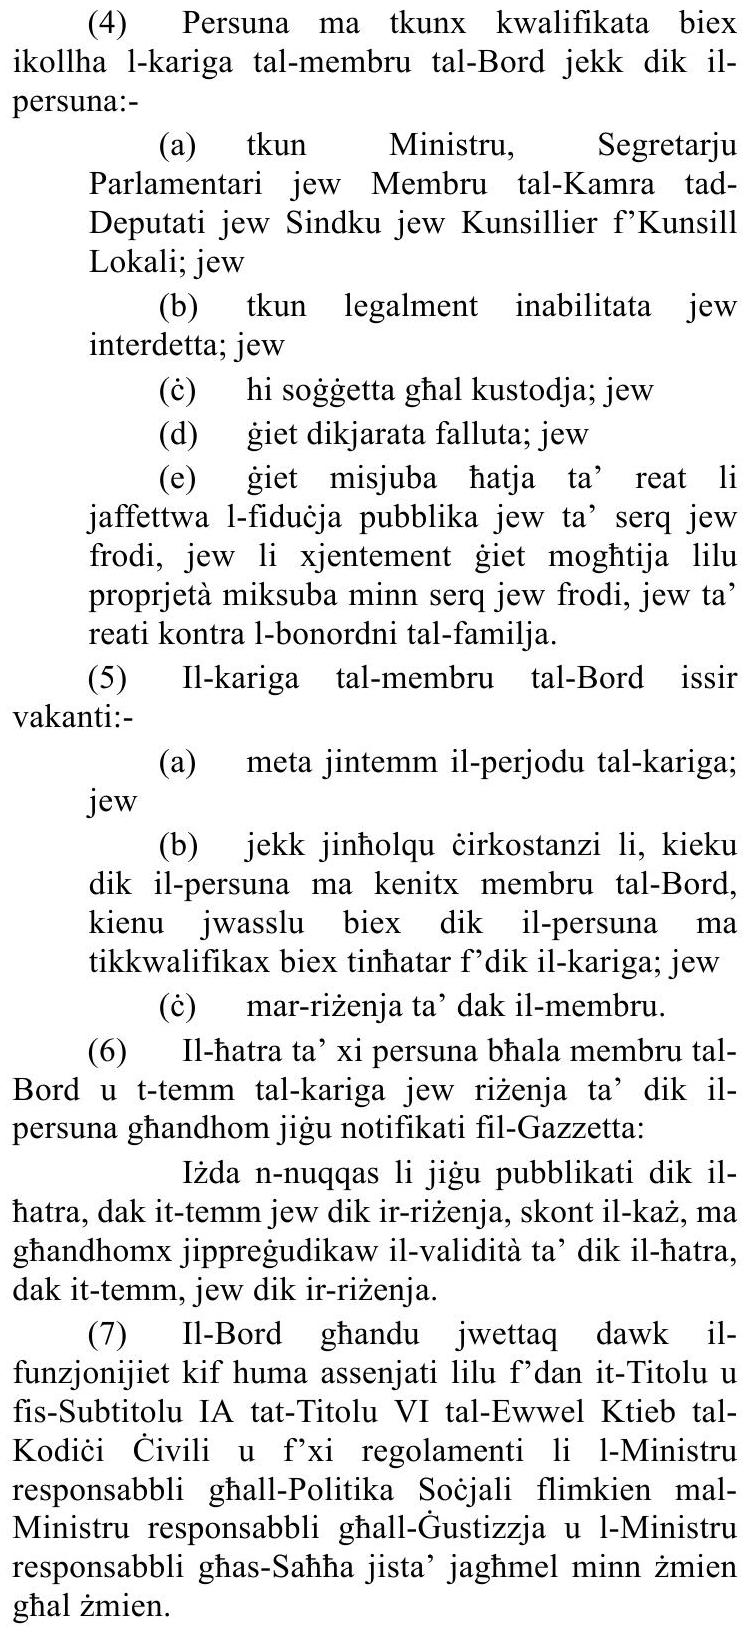 (4) Persuna ma tkunx kwalifikata biex
ikollha l-kariga tal-membru tal-Bord jekk dik il-
persuna:-
(a) tkun Ministru, Segretarju
Parlamentari jew Membru tal-Kamra tad-
Deputati jew Sindku jew Kunsillier f’Kunsill
Lokali; jew
(b) tkun legalment inabilitata jew
interdetta; jew
(ċ) hi soġġetta għal kustodja; jew
(d) ġiet dikjarata falluta; jew
(e) ġiet misjuba ħatja ta’ reat li
jaffettwa l-fiduċja pubblika jew ta’ serq jew
frodi, jew li xjentement ġiet mogħtija lilu
proprjetà miksuba minn serq jew frodi, jew ta’
reati kontra l-bonordni tal-familja.
(5) Il-kariga tal-membru tal-Bord issir
vakanti:-
(a) meta jintemm il-perjodu tal-kariga;
jew
(b) jekk jinħolqu ċirkostanzi li, kieku
dik il-persuna ma kenitx membru tal-Bord,
kienu jwasslu biex dik il-persuna ma
tikkwalifikax biex tinħatar f’dik il-kariga; jew
(ċ) mar-riżenja ta’ dak il-membru.
(6) Il-ħatra ta’ xi persuna bħala membru tal-
Bord u t-temm tal-kariga jew riżenja ta’ dik il-
persuna għandhom jiġu notifikati fil-Gazzetta:
Iżda n-nuqqas li jiġu pubblikati dik il-
ħatra, dak it-temm jew dik ir-riżenja, skont il-każ, ma
għandhomx jippreġudikaw il-validità ta’ dik il-ħatra,
dak it-temm, jew dik ir-riżenja.
(7) Il-Bord għandu jwettaq dawk il-
funzjonijiet kif huma assenjati lilu f’dan it-Titolu u
fis-Subtitolu IA tat-Titolu VI tal-Ewwel Ktieb tal-
Kodiċi Ċivili u f’xi regolamenti li l-Ministru
responsabbli għall-Politika Soċjali flimkien mal-
Ministru responsabbli għall-Ġustizzja u l-Ministru
responsabbli għas-Saħħa jista’ jagħmel minn żmien
għal żmien.